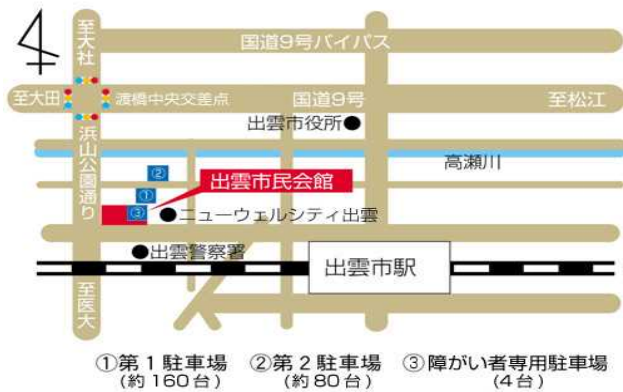 至大社
国道9号バイパス
至大田
渡橋中央交差点
国道9号
至松江
出雲市役所
浜山公園通り
高瀬川
②
出雲市民会館
①
③
ニューウェルシティ出雲
出雲警察署
出雲市駅
至医大
①第1駐車場
(約160台)
②第2駐車場
(約80台)
③障がい者専用駐車場
(4台)